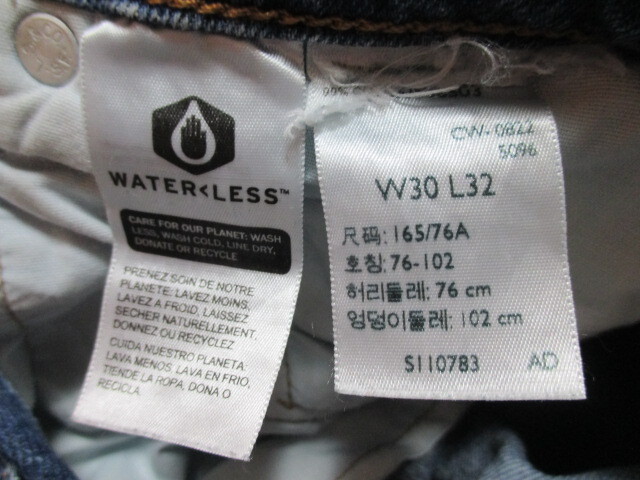 WATER<LESS™
CARE FOR OUR PLANET: WASH
LESS, WASH COLD, LINE DRY,
DONATE OR RECYCLE
PRENEZ SOIN DE NOTRE
PLANETE: LAVEZ MOINS,
LAVEZ A FROID, LAISSEZ
SECHER NATURELLEMENT,
DONNEZ OU RECYCLEZ
CUIDA NUESTRO PLANETA:
LAVA MENOS, LAVA EN FRIO,
TIENDE LA ROPA, DONA O
RECICLA.
CW-0822
5096
W30 L32
尺码: 165/76A
호칭: 76-102
허리둘레: 76 cm
엉덩이둘레: 102 cm
S110783 AD